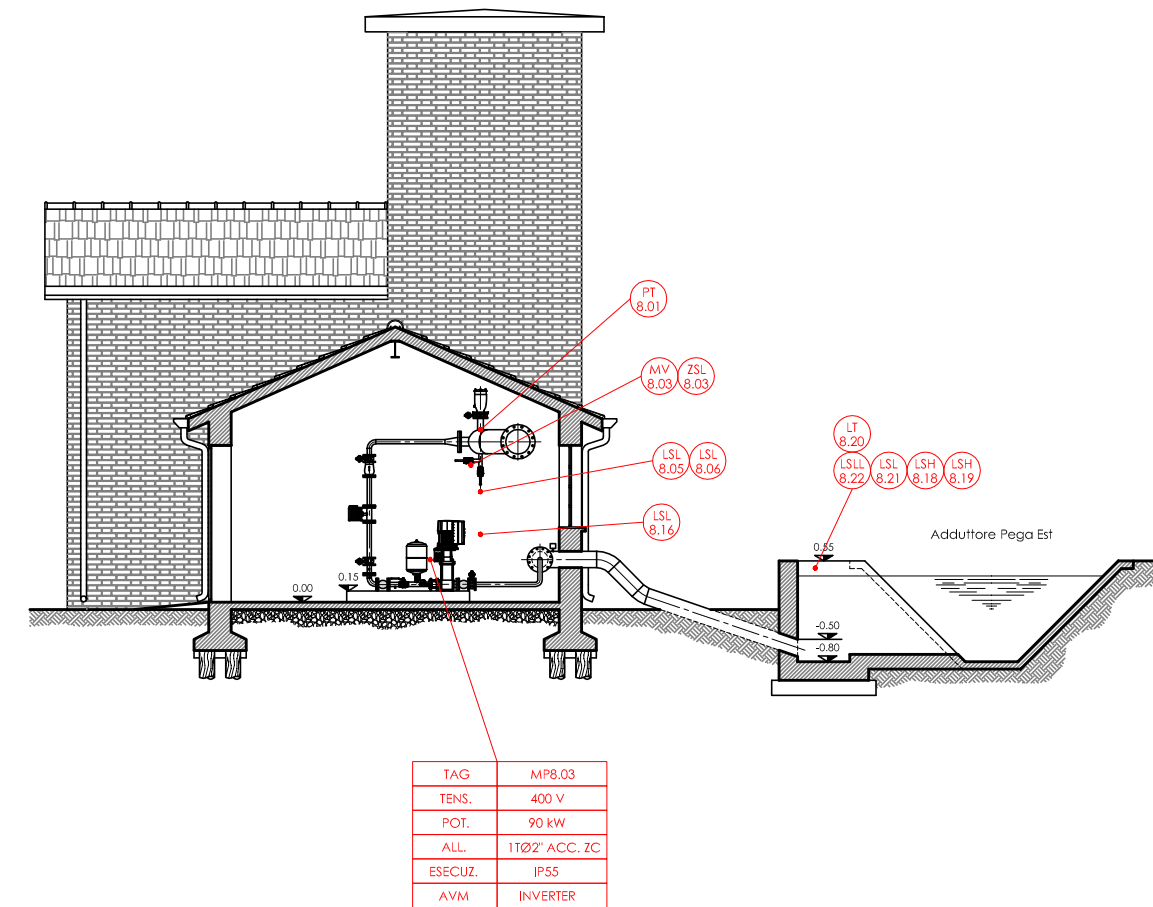 PT
8.01
MV
8.03
ZSL
8.03
LT
8.20
LSL
8.05
LSL
8.06
LSLL
8.22
LSL
8.21
LSH
8.18
LSH
8.19
LSL
8.16
Adduttore Pega Est
0.55
0.15
0.00
-0.50
-0.80
TAG MP8.03
TENS. 400 V
POT. 90 kW
ALL. 1TØ2" ACC. ZC
ESECUZ. IP55
AVM INVERTER